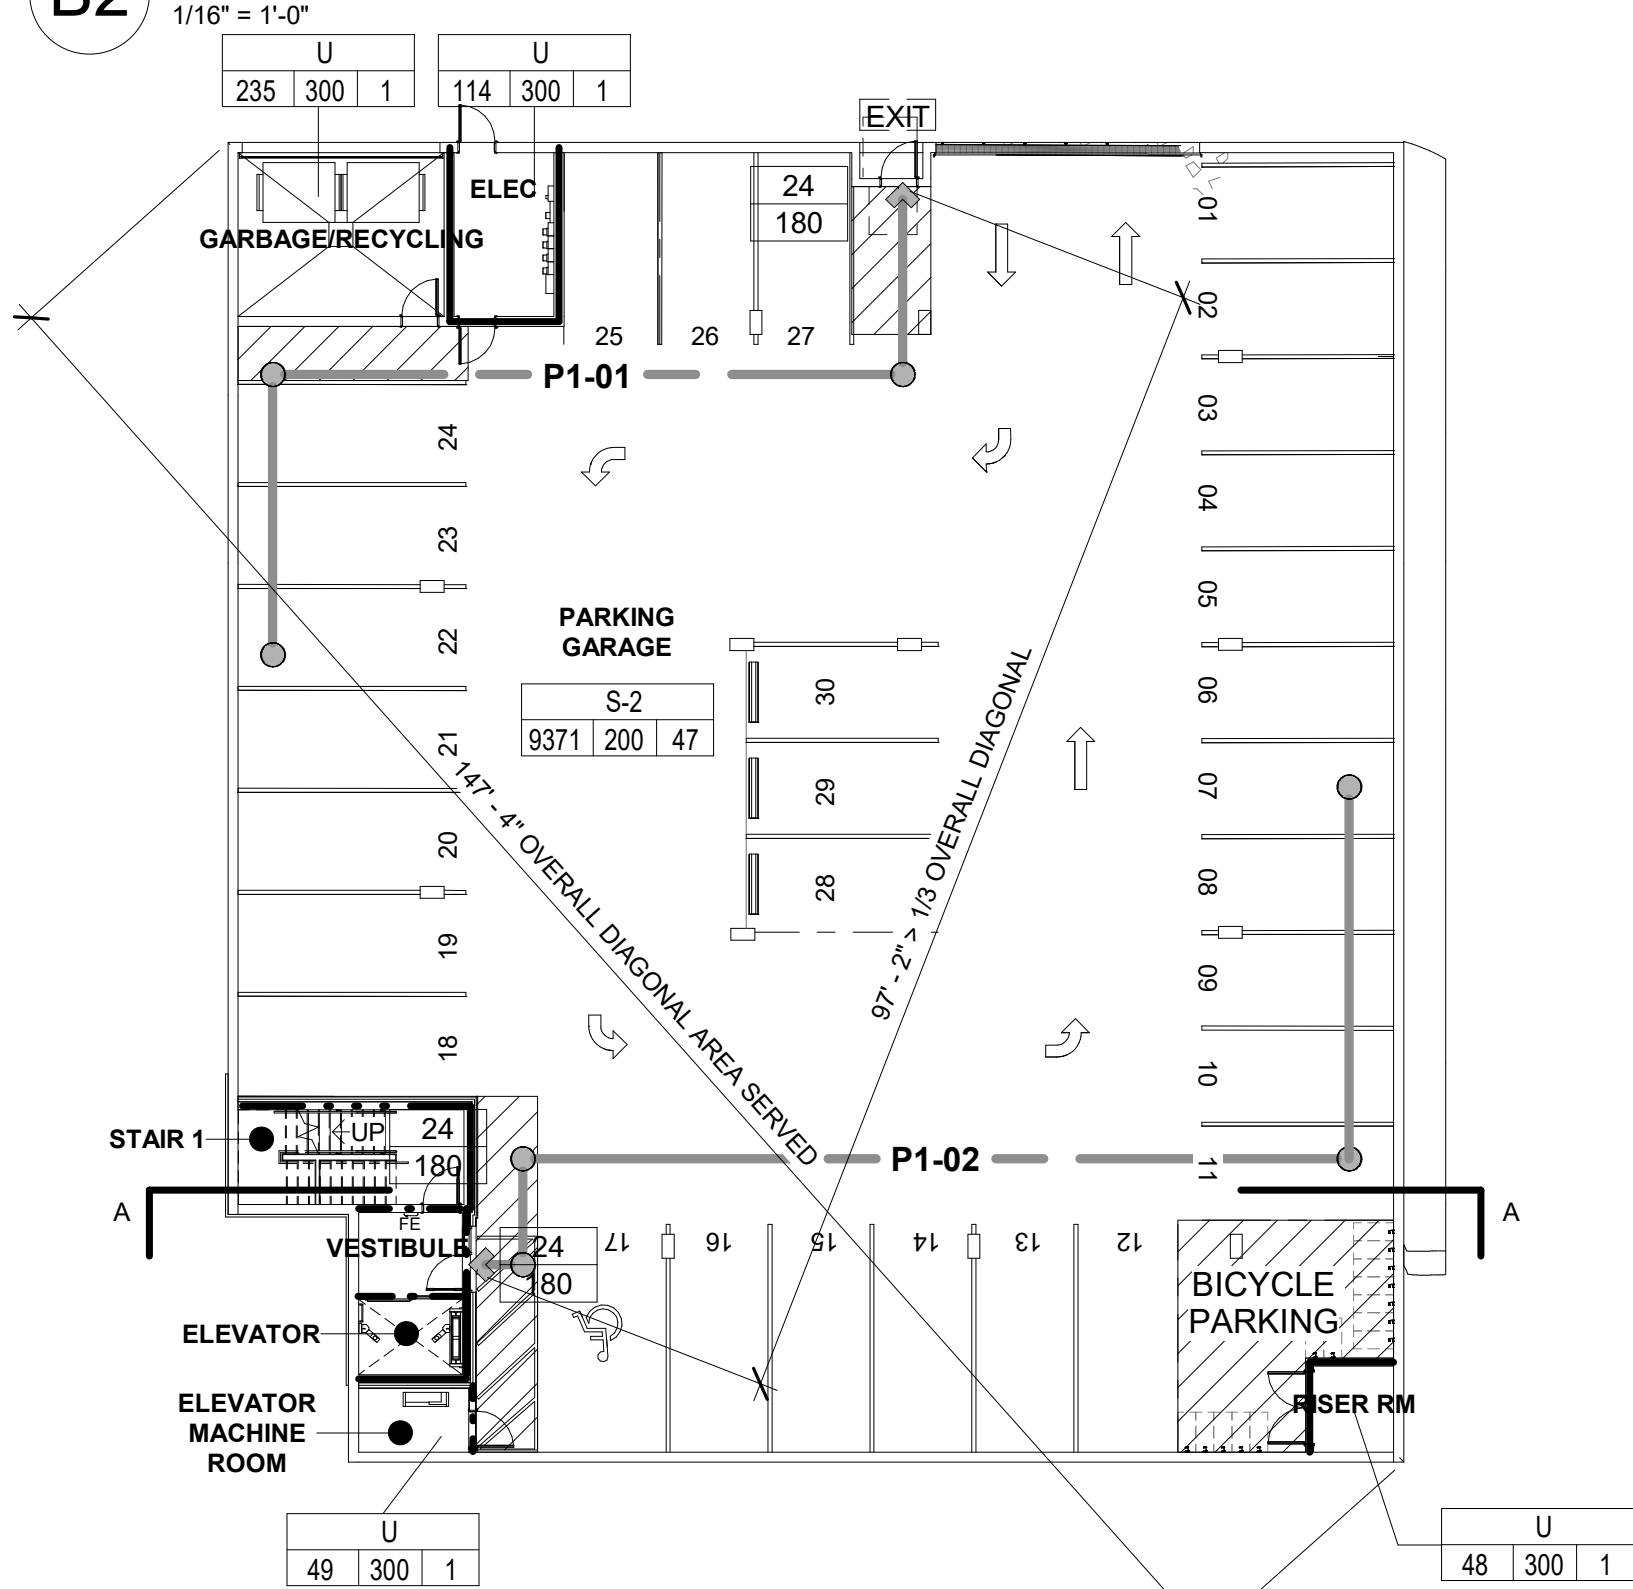 B2
1/16" = 1'-0"
U
235 300 1
U
114 300 1
EXIT
ELEC
GARBAGE/RECYCLING
24
180
01
02
03
04
05
06
07
08
09
10
11
25
26
27
P1-01
24
23
22
21
20
19
18
PARKING
GARAGE
S-2
9371 200 47
30
29
28
147' - 4" OVERALL DIAGONAL AREA SERVED
97' - 2" > 1/3 OVERALL DIAGONAL
STAIR 1
UP
24
180
P1-02
A
A
FE
VESTIBULE
24
180
17
16
15
14
13
12
BICYCLE
PARKING
ELEVATOR
ELEVATOR
MACHINE
ROOM
RISER RM
U
49 300 1
U
48 300 1